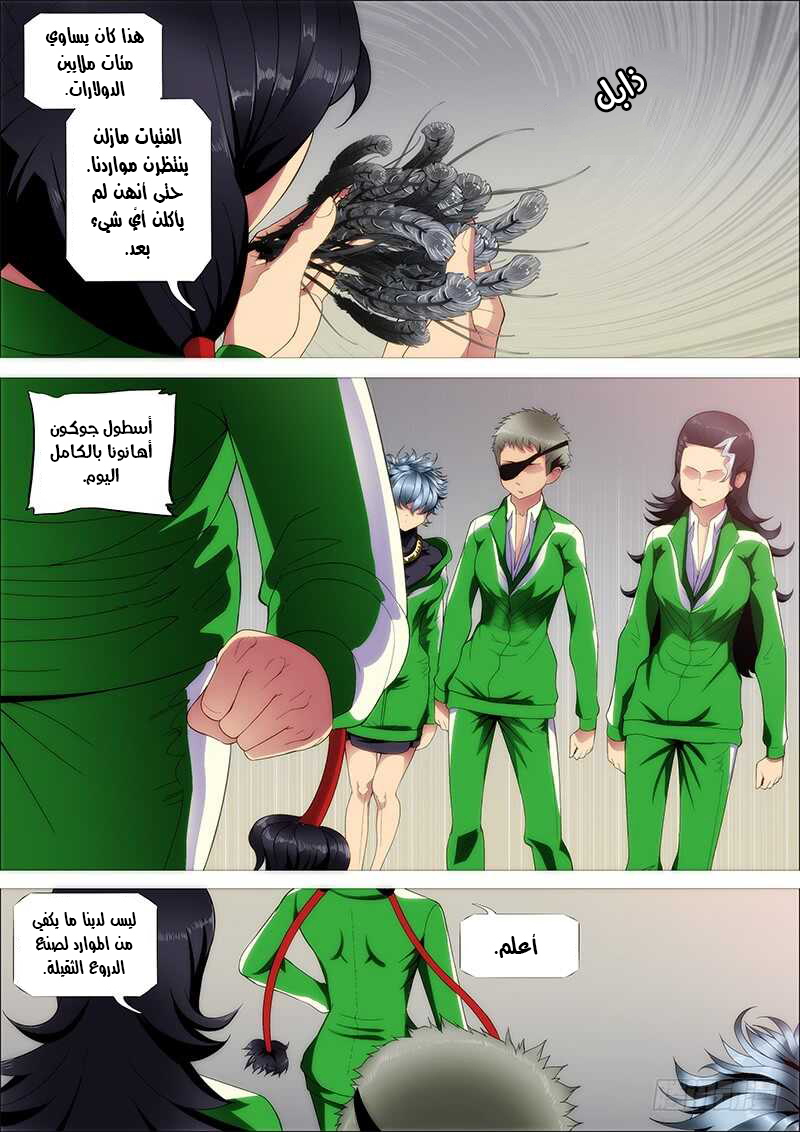 هذا كان يساوي
مئات ملايين
الدولارات.
ذابل
الفتيات مازلن
ينتظرن مواردنا.
حتى أنهن لم
يأكلن أي شيء
بعد.
أسطول جوكون
أهانونا بالكامل
اليوم.
ليس لدينا ما يكفي
من الموارد لصنع
الدروع الثقيلة.
أعلم.